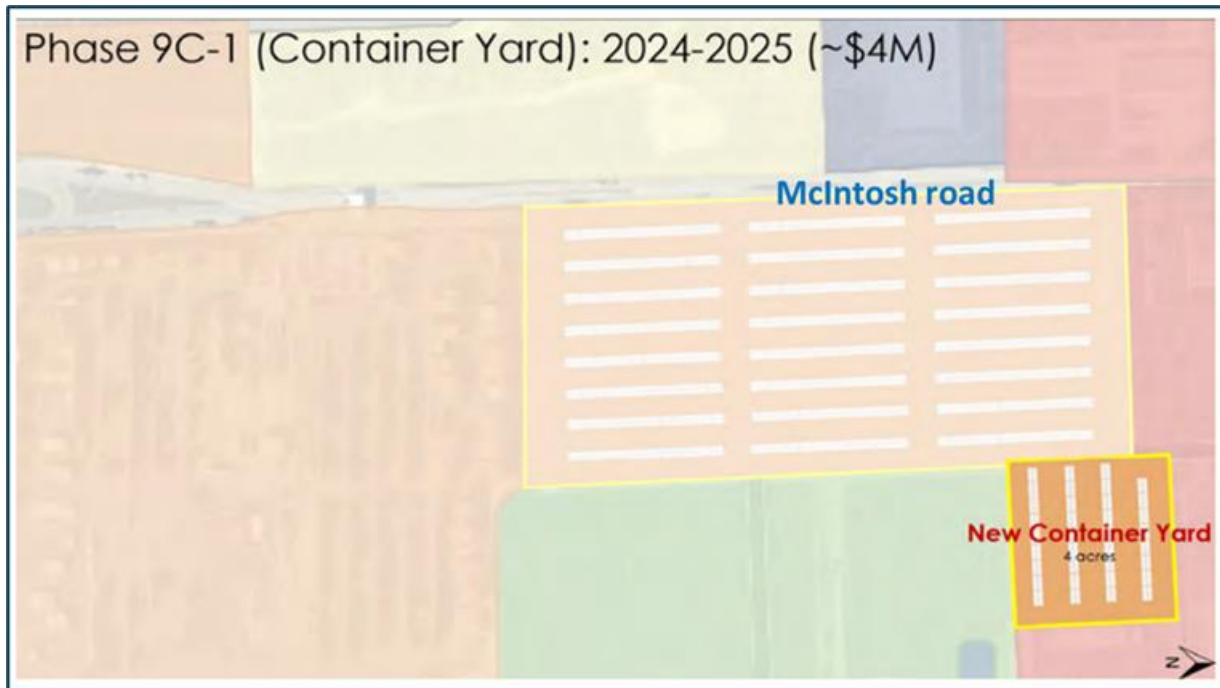 Phase 9C-1 (Container Yard): 2024-2025 (~$4M)
McIntosh road
New Container Yard
4 acres
N